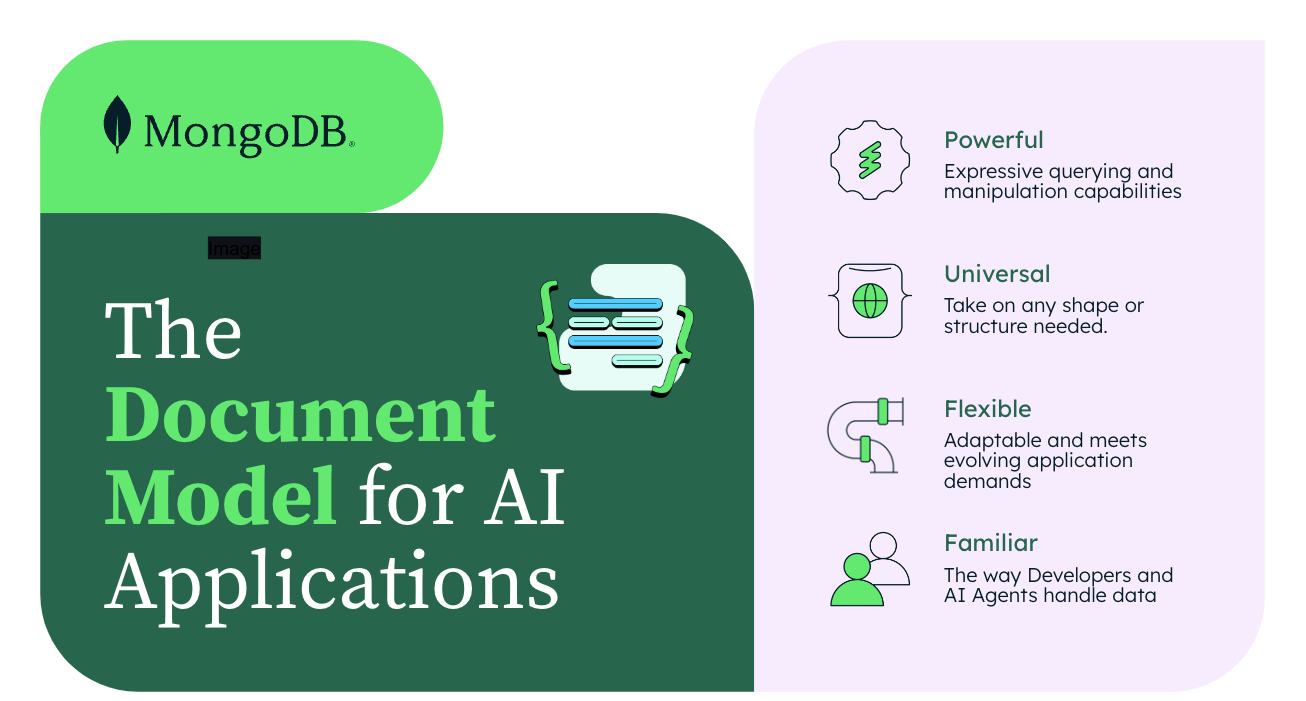 MongoDB®
Image
The
Document
Model for AI
Applications
Powerful
Expressive querying and
manipulation capabilities
Universal
Take on any shape or
structure needed.
Flexible
Adaptable and meets
evolving application
demands
Familiar
The way Developers and
AI Agents handle data